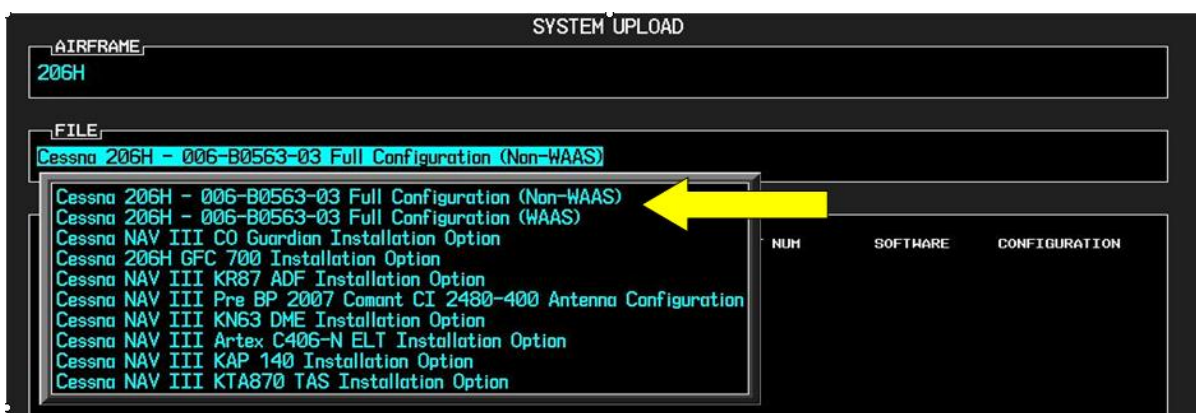 SYSTEM UPLOAD
AIRFRAME
206H
FILE
Cessna 206H - 006-B0563-03 Full Configuration (Non-WAAS)
Cessna 206H - 006-B0563-03 Full Configuration (Non-WAAS)
Cessna 206H - 006-B0563-03 Full Configuration (WAAS)
Cessna NAV III CO Guardian Installation Option
Cessna 206H GFC 700 Installation Option
Cessna NAV III KR87 ADF Installation Option
Cessna NAV III Pre BP 2007 Comant CI 2480-400 Antenna Configuration
Cessna NAV III KN63 DME Installation Option
Cessna NAV III Artex C406-N ELT Installation Option
Cessna NAV III KAP 140 Installation Option
Cessna NAV III KTA870 TAS Installation Option
NUM SOFTWARE CONFIGURATION